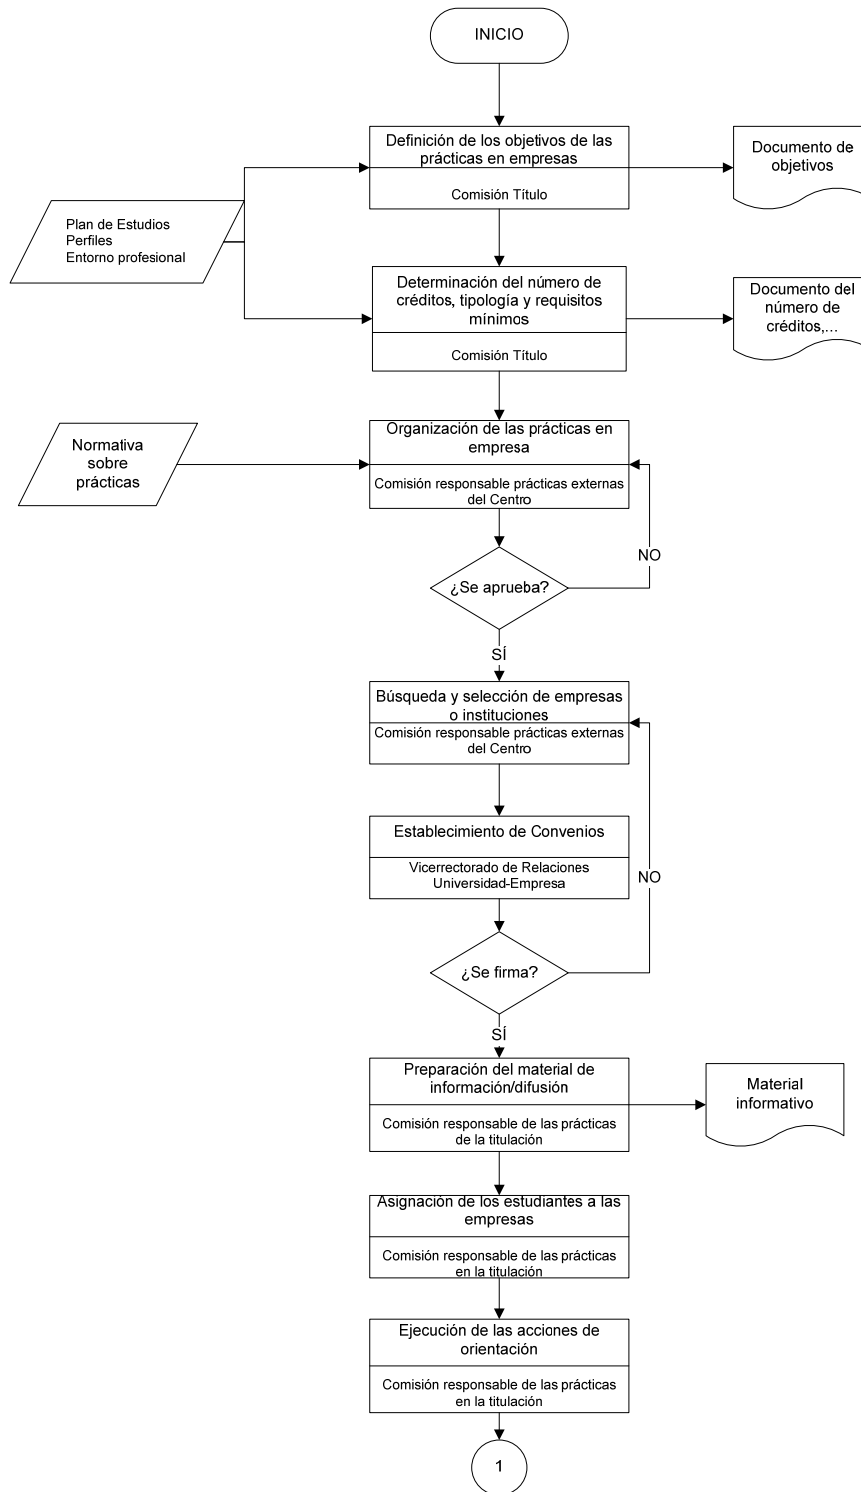 INICIO
Definición de los objetivos de las
prácticas en empresas
Comisión Título
Documento de
objetivos
Plan de Estudios
Perfiles
Entorno profesional
Determinación del número de
créditos, tipología y requisitos
mínimos
Comisión Título
Documento del
número de
créditos,...
Organización de las prácticas en
empresa
Comisión responsable prácticas externas
del Centro
Normativa
sobre
prácticas
NO
¿Se aprueba?
SÍ
Búsqueda y selección de empresas
o instituciones
Comisión responsable prácticas externas
del Centro
Establecimiento de Convenios
Vicerrectorado de Relaciones
Universidad-Empresa
NO
¿Se firma?
SÍ
Preparación del material de
información/difusión
Comisión responsable de las prácticas
de la titulación
Material
informativo
Asignación de los estudiantes a las
empresas
Comisión responsable de las prácticas
en la titulación
Ejecución de las acciones de
orientación
Comisión responsable de las prácticas
en la titulación
1